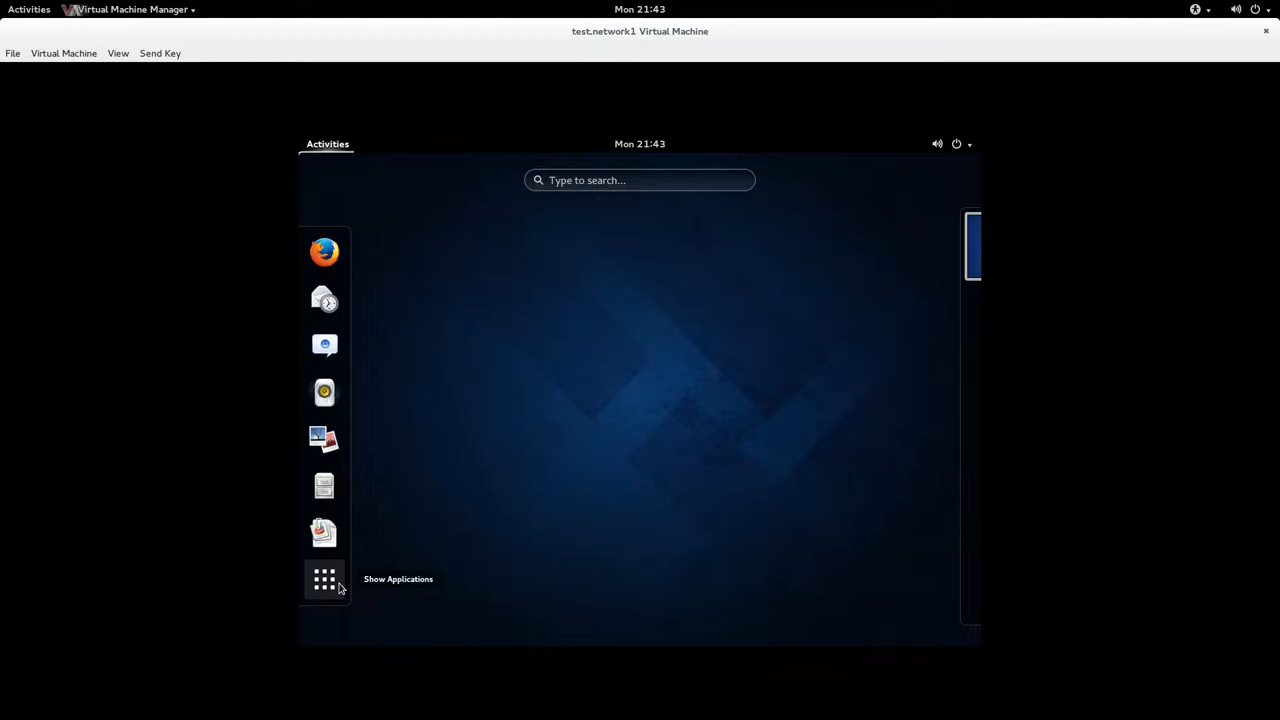 Activities Virtual Machine Manager Mon 21:43
test.network1 Virtual Machine
File Virtual Machine View Send Key
Activities Mon 21:43
Type to search...
Show Applications